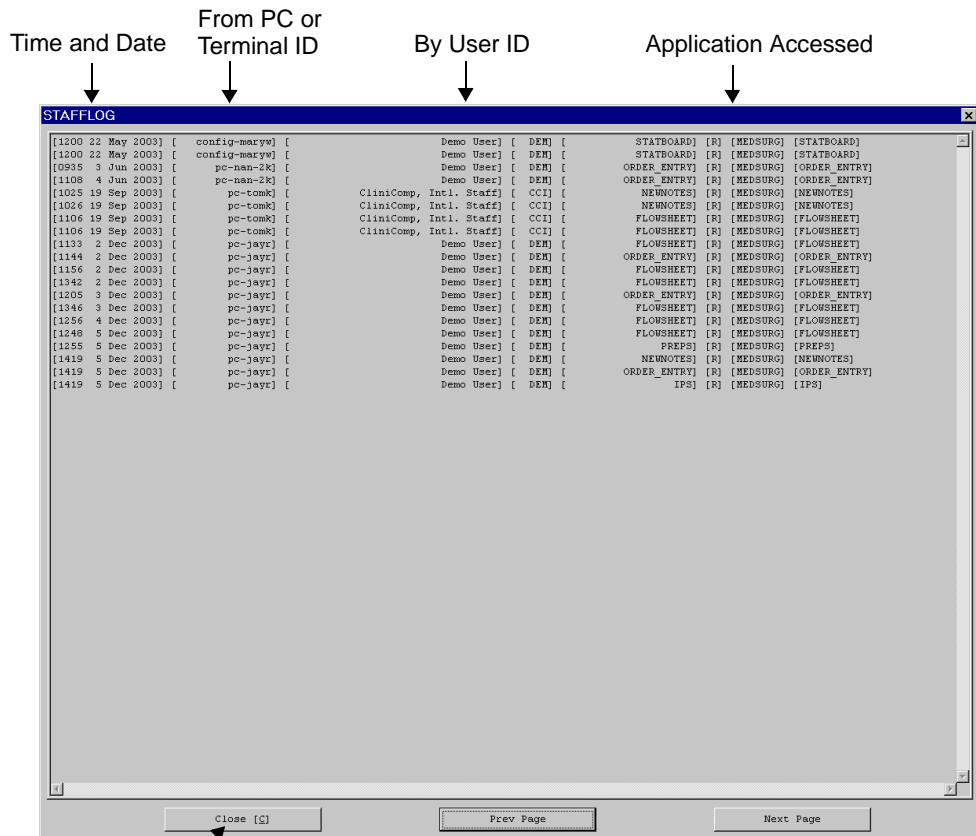 From PC or
Time and Date Terminal ID By User ID Application Accessed
STAFFLOG
[1200 22 May 2003] [ config-maryw] [ Demo User] [ DEM] [ STATBOARD] [R] [MEDSURG] [STATBOARD]
[1200 22 May 2003] [ config-maryw] [ Demo User] [ DEM] [ STATBOARD] [R] [MEDSURG] [STATBOARD]
[0935 3 Jun 2003] [ pc-nan-2k] [ Demo User] [ DEM] [ ORDER_ENTRY] [R] [MEDSURG] [ORDER_ENTRY]
[1108 4 Jun 2003] [ pc-nan-2k] [ Demo User] [ DEM] [ ORDER_ENTRY] [R] [MEDSURG] [ORDER_ENTRY]
[1025 19 Sep 2003] [ pc-tomk] [ CliniComp, Intl. Staff] [ CCI] [ NEWNOTES] [R] [MEDSURG] [NEWNOTES]
[1026 19 Sep 2003] [ pc-tomk] [ CliniComp, Intl. Staff] [ CCI] [ NEWNOTES] [R] [MEDSURG] [NEWNOTES]
[1106 19 Sep 2003] [ pc-tomk] [ CliniComp, Intl. Staff] [ CCI] [ FLOWSHEET] [R] [MEDSURG] [FLOWSHEET]
[1106 19 Sep 2003] [ pc-tomk] [ CliniComp, Intl. Staff] [ CCI] [ FLOWSHEET] [R] [MEDSURG] [FLOWSHEET]
[1133 2 Dec 2003] [ pc-jayr] [ Demo User] [ DEM] [ FLOWSHEET] [R] [MEDSURG] [FLOWSHEET]
[1144 2 Dec 2003] [ pc-jayr] [ Demo User] [ DEM] [ ORDER_ENTRY] [R] [MEDSURG] [ORDER_ENTRY]
[1156 2 Dec 2003] [ pc-jayr] [ Demo User] [ DEM] [ FLOWSHEET] [R] [MEDSURG] [FLOWSHEET]
[1342 2 Dec 2003] [ pc-jayr] [ Demo User] [ DEM] [ FLOWSHEET] [R] [MEDSURG] [FLOWSHEET]
[1205 3 Dec 2003] [ pc-jayr] [ Demo User] [ DEM] [ ORDER_ENTRY] [R] [MEDSURG] [ORDER_ENTRY]
[1346 3 Dec 2003] [ pc-jayr] [ Demo User] [ DEM] [ FLOWSHEET] [R] [MEDSURG] [FLOWSHEET]
[1256 4 Dec 2003] [ pc-jayr] [ Demo User] [ DEM] [ FLOWSHEET] [R] [MEDSURG] [FLOWSHEET]
[1248 5 Dec 2003] [ pc-jayr] [ Demo User] [ DEM] [ FLOWSHEET] [R] [MEDSURG] [FLOWSHEET]
[1255 5 Dec 2003] [ pc-jayr] [ Demo User] [ DEM] [ PREPS] [R] [MEDSURG] [PREPS]
[1419 5 Dec 2003] [ pc-jayr] [ Demo User] [ DEM] [ NEWNOTES] [R] [MEDSURG] [NEWNOTES]
[1419 5 Dec 2003] [ pc-jayr] [ Demo User] [ DEM] [ ORDER_ENTRY] [R] [MEDSURG] [ORDER_ENTRY]
[1419 5 Dec 2003] [ pc-jayr] [ Demo User] [ DEM] [ IPS] [R] [MEDSURG] [IPS]
Close [C] Prev Page Next Page